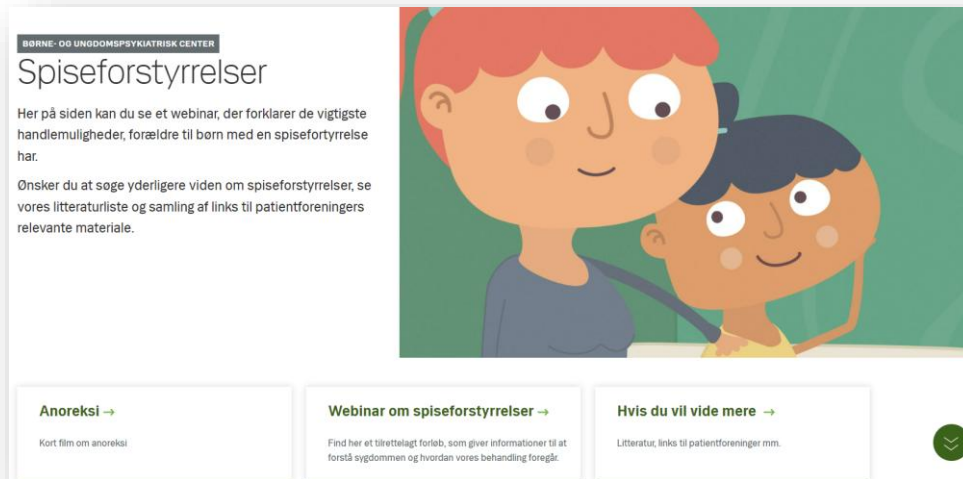 BØRNE- OG UNGDOMSPSYKIATRISK CENTER
Spiseforstyrrelser
Her på siden kan du se et webinar, der forklarer de vigtigste
handlemuligheder, forældre til børn med en spisefortyrrelse
har.
Ønsker du at søge yderligere viden om spiseforstyrrelser, se
vores litteraturliste og samling af links til patientforeningers
relevante materiale.
Anoreksi →
Kort film om anoreksi
Webinar om spiseforstyrrelser →
Find her et tilrettelagt forløb, som giver informationer til at
forstå sygdommen og hvordan vores behandling foregår.
Hvis du vil vide mere →
Litteratur, links til patientforeninger mm.